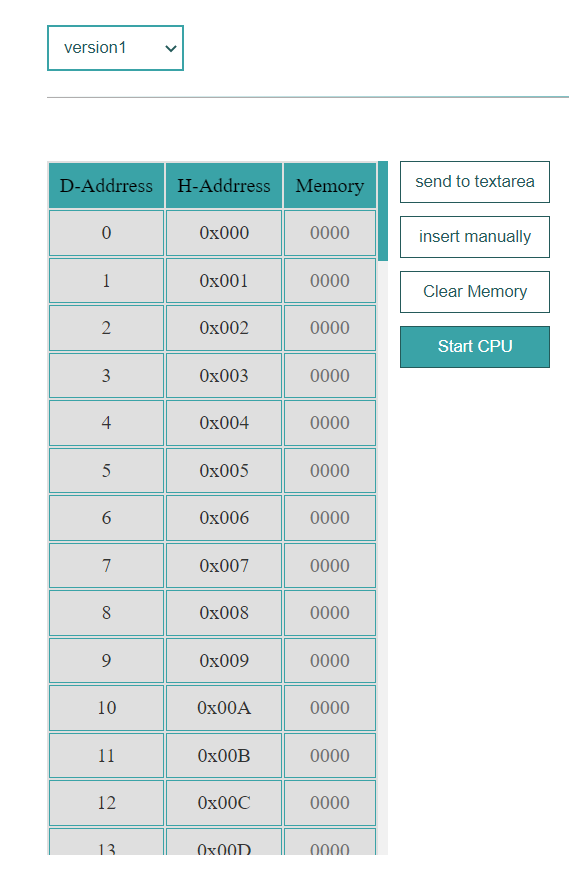 version1
D-Addrress H-Addrress Memory
send to textarea
insert manually
Clear Memory
Start CPU
0 0x000 0000
1 0x001 0000
2 0x002 0000
3 0x003 0000
4 0x004 0000
5 0x005 0000
6 0x006 0000
7 0x007 0000
8 0x008 0000
9 0x009 0000
10 0x00A 0000
11 0x00B 0000
12 0x00C 0000
13 0x00D 0000